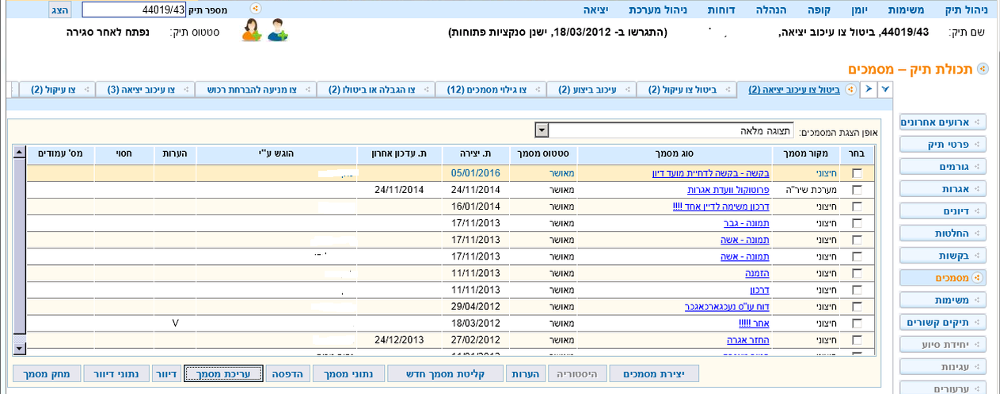 ניהול תיק משימות יומן קופה הנהלה דוחות ניהול מערכת יציאה מספר תיק 44019/43 הצג
שם תיק: 44019/43, ביטול צו עיכוב יציאה, (התגרשו ב- 18/03/2012, ישנן סנקציות פתוחות) סטטוס תיק: נפתח לאחר סגירה
תכולת תיק – מסמכים
ביטול צו עיכוב יציאה (2) ביטול צו עיקול (2) עיכוב ביצוע (2) צו גילוי מסמכים (12) צו הגבלה או ביטולו (2) צו מניעה להברחת רכוש צו עיכוב יציאה (3) צו עיקול (2)
ארועים אחרונים
פרטי תיק
גורמים
אגרות
דיונים
החלטות
בקשות
מסמכים
משימות
תיקים קשורים
יחידת סיוע
עגינות
ערעורים
אופן הצגת המסמכים: תצוגה מלאה
בחר מקור מסמך סוג מסמך סטטוס מסמך ת. יצירה ת. עדכון אחרון הוגש ע"י הערות חסוי מס' עמודים
חיצוני בקשה - בקשה לדחיית מועד דיון מאושר 05/01/2016
מערכת שיר"ה פרוטוקול וועדת אגרות מאושר 24/11/2014 24/11/2014
חיצוני דרכון משימה לדיין אחד !!!! מאושר 16/01/2014
חיצוני תמונה - גבר מאושר 17/11/2013
חיצוני תמונה - אשה מאושר 17/11/2013
חיצוני תמונה - אשה מאושר 17/11/2013
חיצוני הזמנה מאושר 11/11/2013
חיצוני דרכון מאושר 11/11/2013
חיצוני דוח עו"ס נעכגארכאגכר מאושר 29/04/2012
חיצוני אחר !!!!! מאושר 18/03/2012 V
חיצוני החזר אגרה מאושר 27/02/2012 24/12/2013
יצירת מסמכים היסטוריה הערות קליטת מסמך חדש נתוני מסמך הדפסה עריכת מסמך דיוור נתוני דיוור מחק מסמך